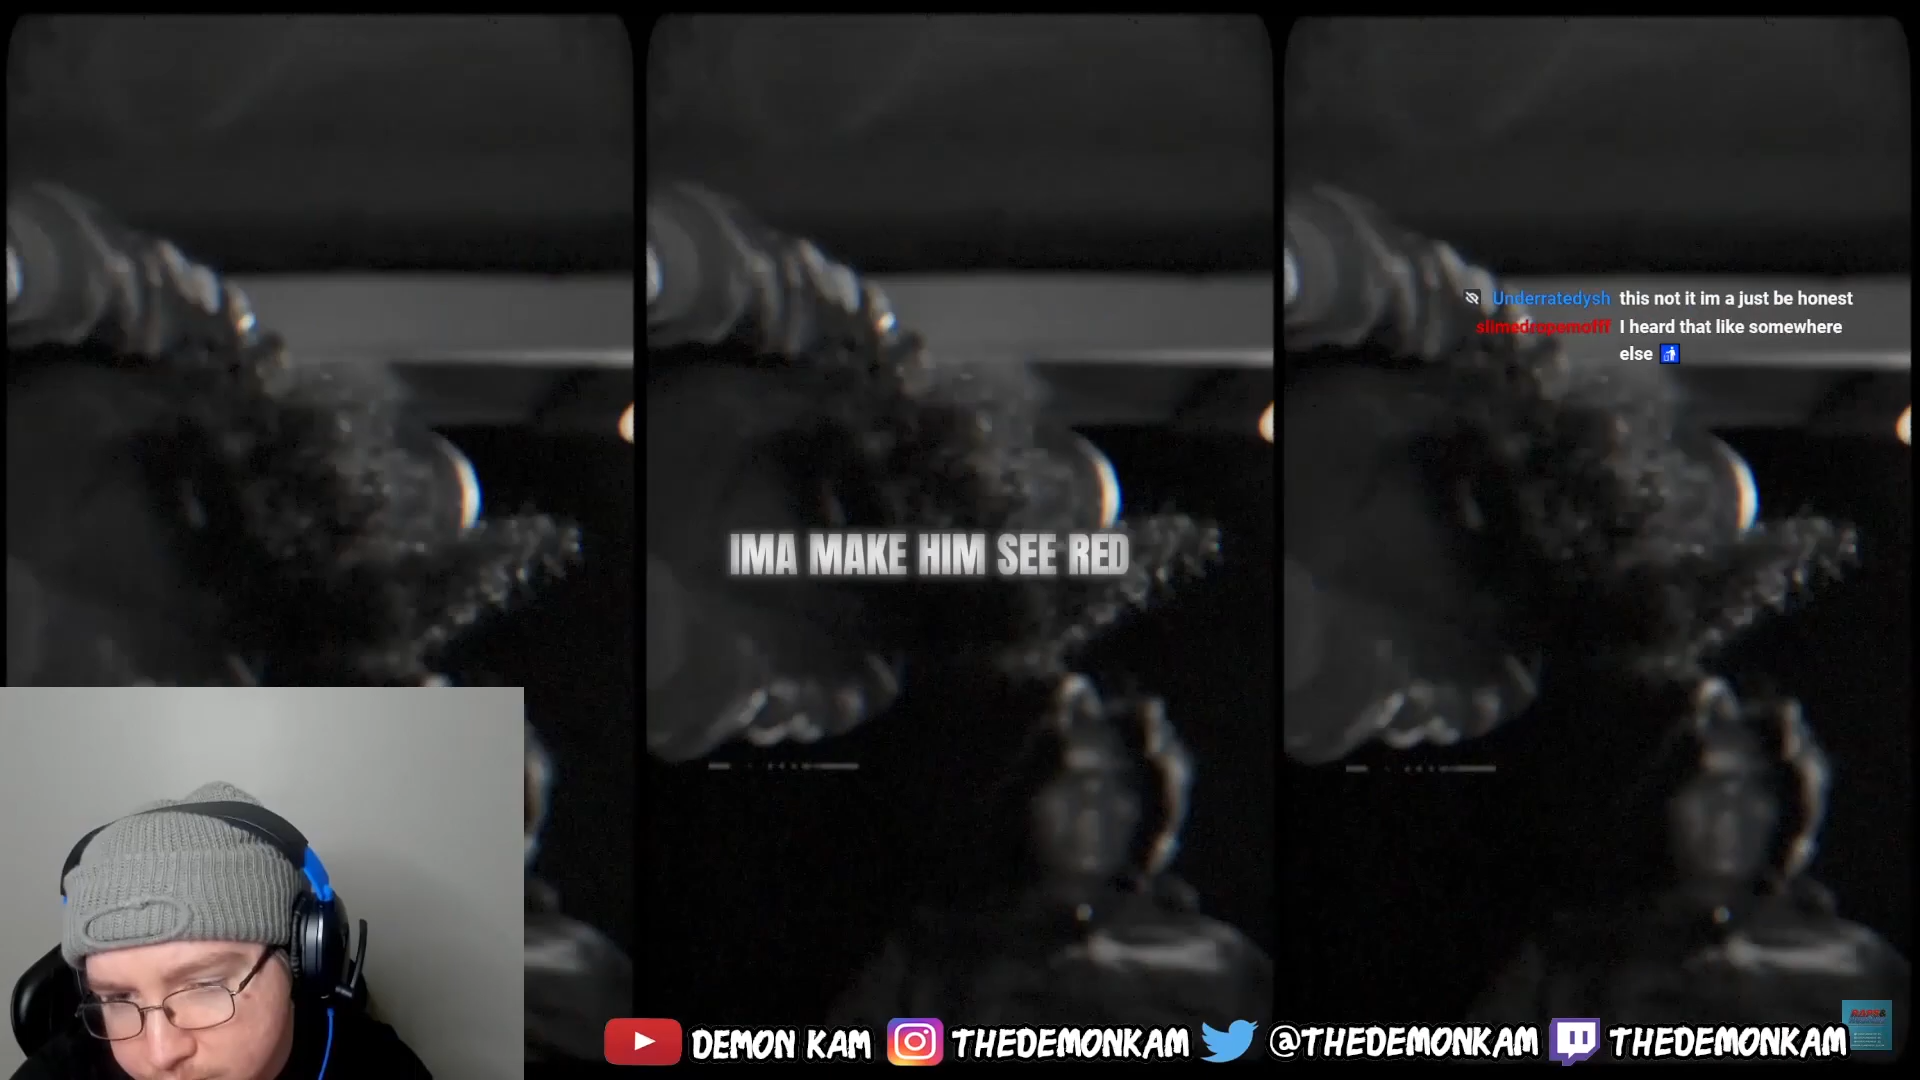 Underratedysh this not it im a just be honest
slimedropemofff I heard that like somewhere
else
IMA MAKE HIM SEE RED
DEMON KAM THEDEMONKAM @THEDEMONKAM THEDEMONKAM